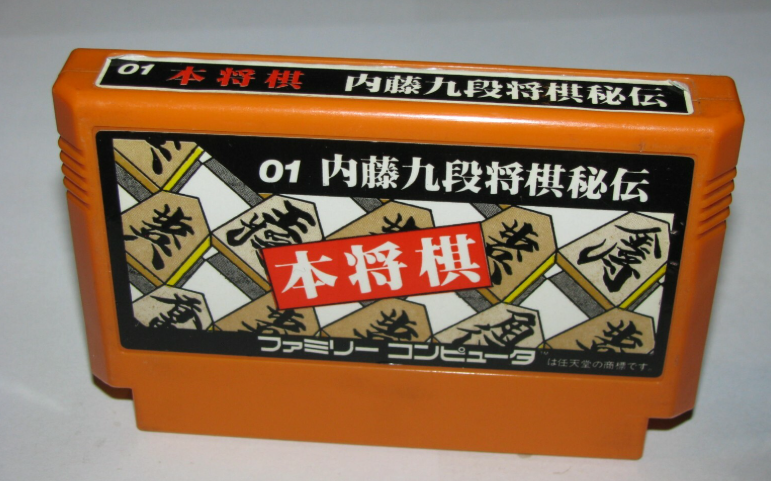 01 本将棋 内藤九段将棋秘伝
01 内藤九段将棋秘伝
本将棋
ファミリー コンピュータ™ は任天堂の商標です。